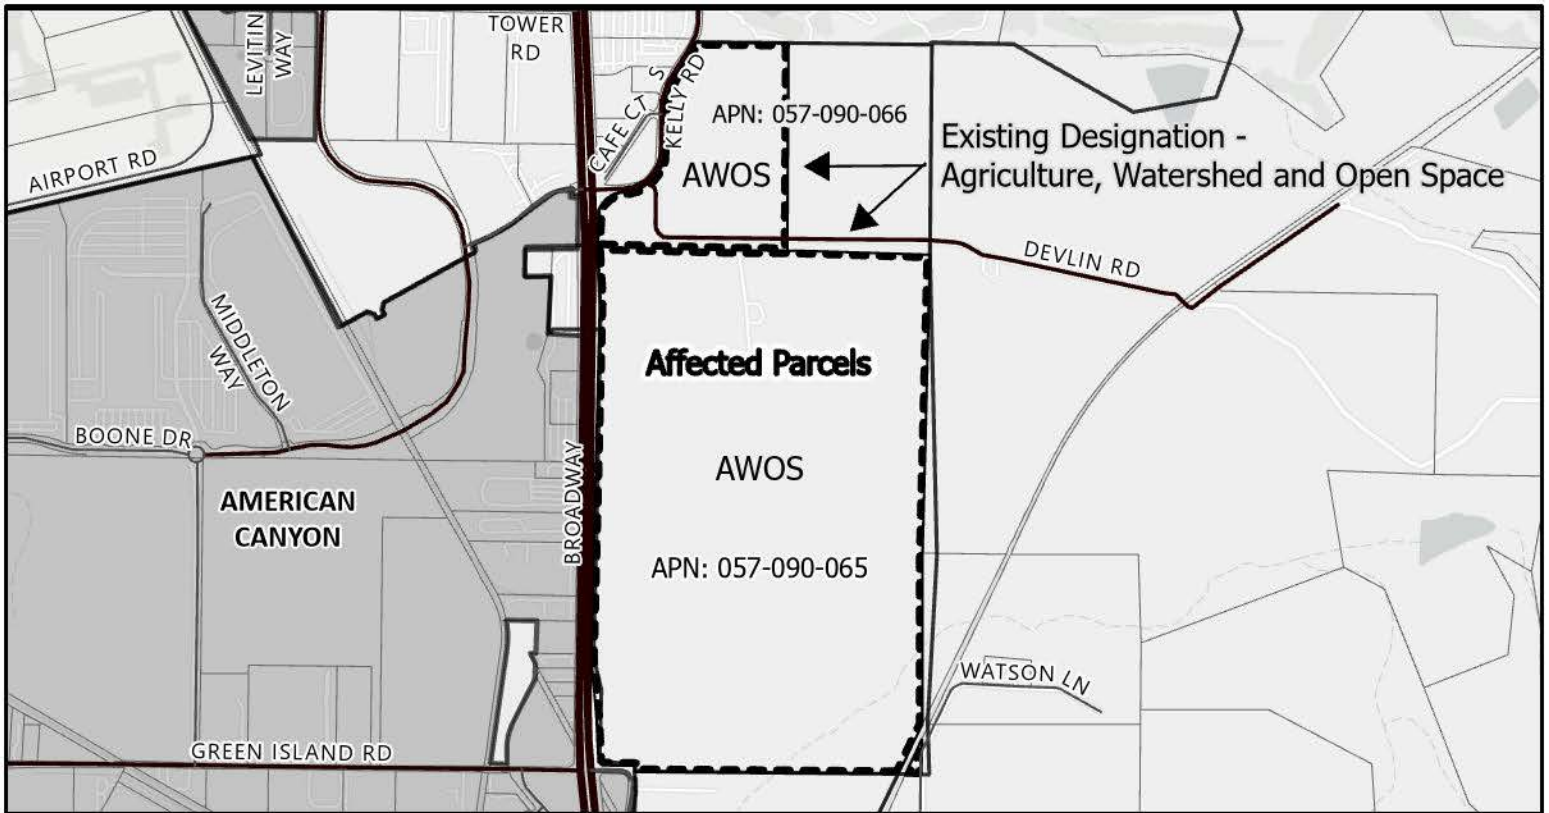 LEVITIN
WAY
TOWER
RD
CAFE CT
S
KELLY RD
APN: 057-090-066
AWOS
Existing Designation -
Agriculture, Watershed and Open Space
AIRPORT RD
DEVLIN RD
MIDDLETON
WAY
Affected Parcels
BOONE DR
AMERICAN
CANYON
BROADWAY
AWOS
APN: 057-090-065
WATSON LN
GREEN ISLAND RD